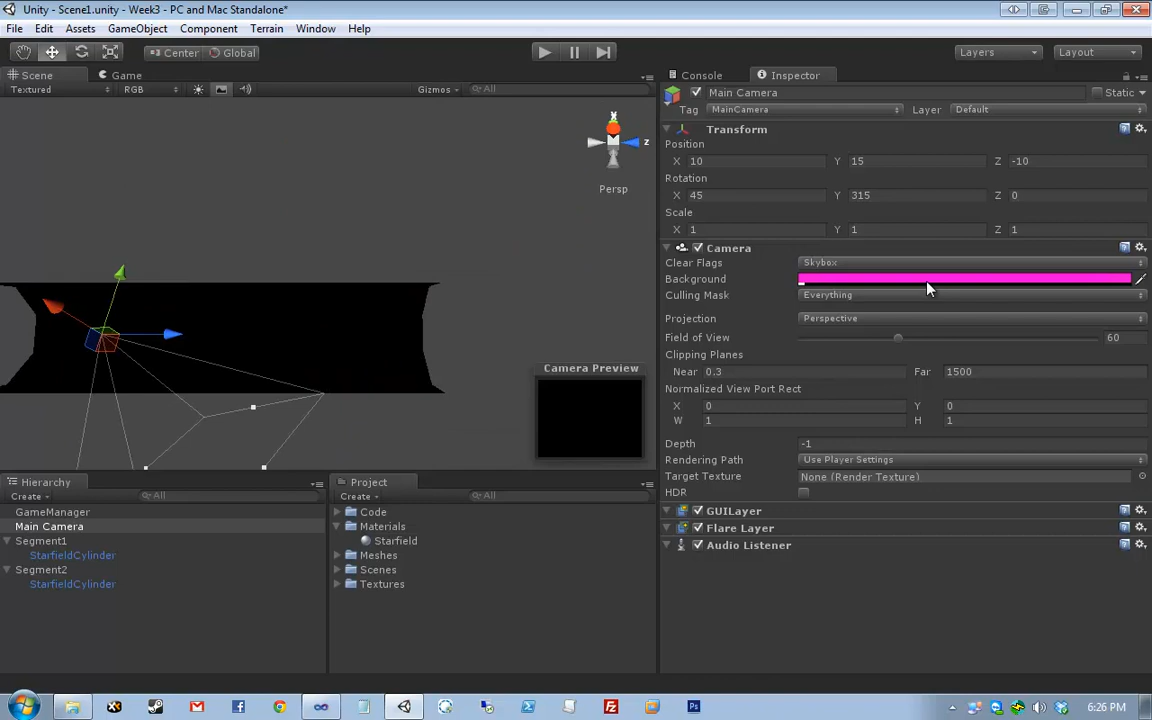 Unity - Scene1.unity - Week3 - PC and Mac Standalone*
File Edit Assets GameObject Component Terrain Window Help
Center Global Layers Layout
Scene Game Console Inspector
Textured RGB Gizmos All
Main Camera Static
Tag MainCamera Layer Default
Transform
Position
X 10 Y 15 Z -10
Rotation
X 45 Y 315 Z 0
Scale
X 1 Y 1 Z 1
x z
Persp
Camera
Clear Flags Skybox
Background
Culling Mask Everything
Projection Perspective
Field of View 60
Clipping Planes
Near 0.3 Far 1500
Normalized View Port Rect
X 0 Y 0
W 1 H 1
Depth -1
Rendering Path Use Player Settings
Target Texture None (Render Texture)
HDR
GUILayer
Flare Layer
Audio Listener
Camera Preview
Hierarchy
Create All
GameManager
Main Camera
Segment1
StarfieldCylinder
Segment2
StarfieldCylinder
Project
Create All
Code
Materials
Starfield
Meshes
Scenes
Textures
Ps
6:26 PM